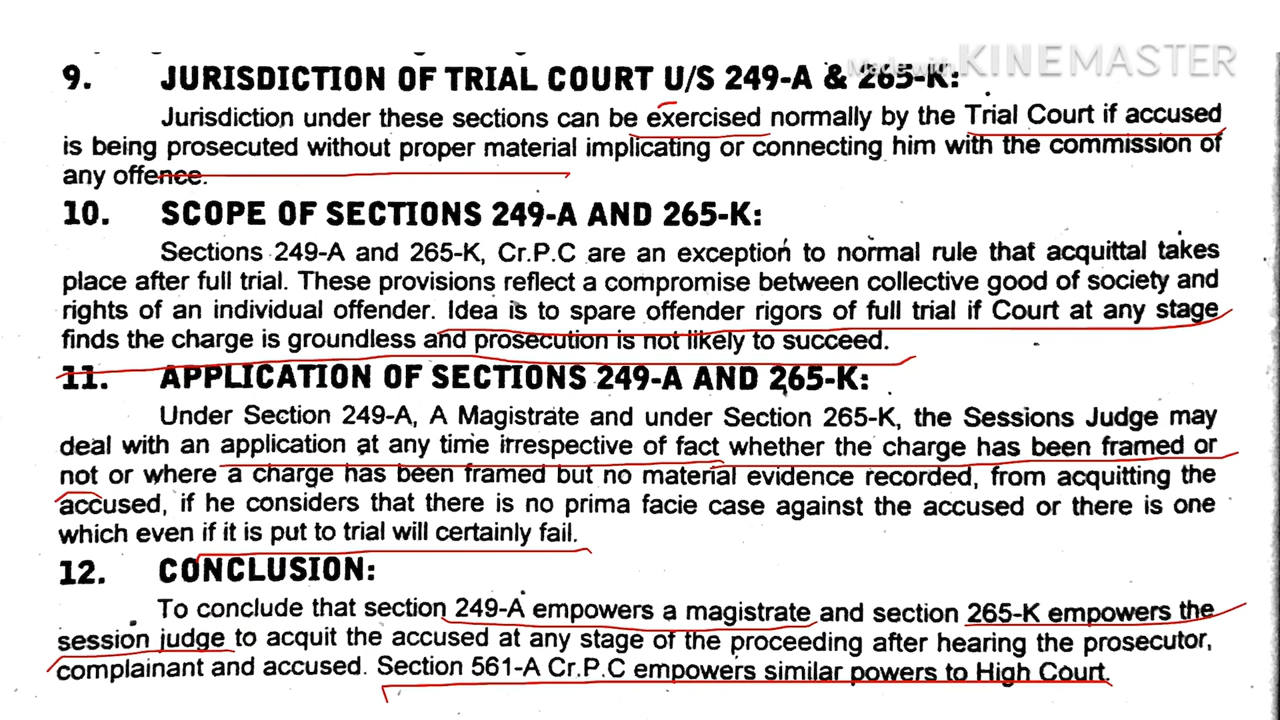 Made with KINEMASTER
9. JURISDICTION OF TRIAL COURT U/S 249-A & 265-K:
Jurisdiction under these sections can be exercised normally by the Trial Court if accused
is being prosecuted without proper material implicating or connecting him with the commission of
any offence.
10. SCOPE OF SECTIONS 249-A AND 265-K:
Sections 249-A and 265-K, Cr.P.C are an exception to normal rule that acquittal takes
place after full trial. These provisions reflect a compromise between collective good of society and
rights of an individual offender. Idea is to spare offender rigors of full trial if Court at any stage
finds the charge is groundless and prosecution is not likely to succeed.
11. APPLICATION OF SECTIONS 249-A AND 265-K:
Under Section 249-A, A Magistrate and under Section 265-K, the Sessions Judge may
deal with an application at any time irrespective of fact whether the charge has been framed or
not or where a charge has been framed but no material evidence recorded, from acquitting the
accused, if he considers that there is no prima facie case against the accused or there is one
which even if it is put to trial will certainly fail.
12. CONCLUSION:
To conclude that section 249-A empowers a magistrate and section 265-K empowers the
session judge to acquit the accused at any stage of the proceeding after hearing the prosecutor,
complainant and accused. Section 561-A Cr.P.C empowers similar powers to High Court.